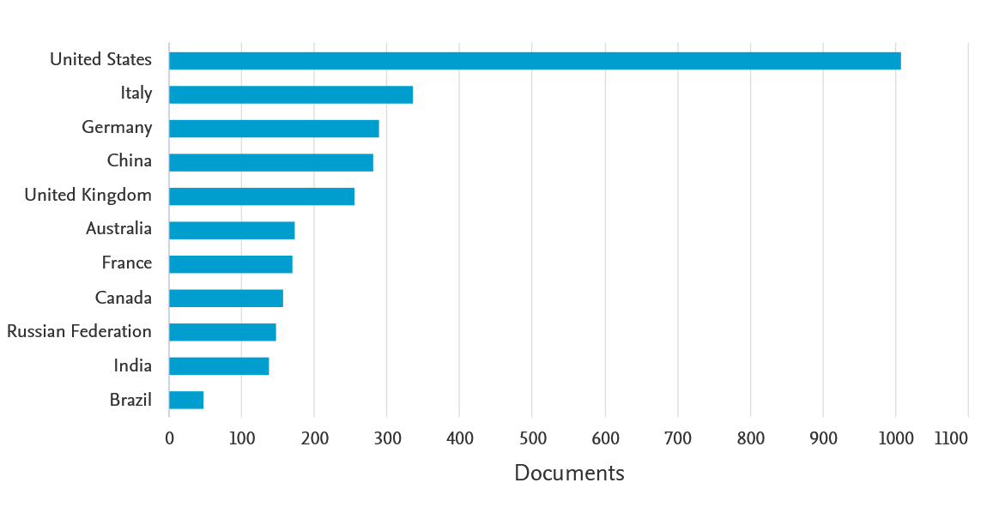 United States
Italy
Germany
China
United Kingdom
Australia
France
Canada
Russian Federation
India
Brazil
0 100 200 300 400 500 600 700 800 900 1000 1100
Documents